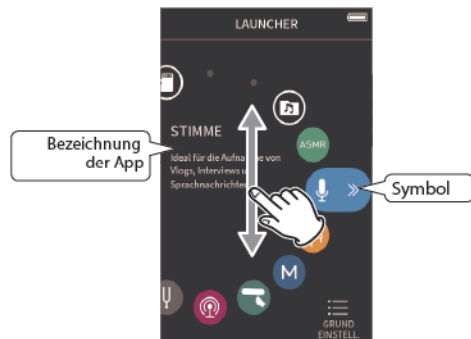 LAUNCHER
Bezeichnung
der App
STIMME
Ideal für die Aufnahme von
Vlogs, Interviews u
Sprachnachrichten
ASMR
Symbol
M
GRUND
EINSTELL.